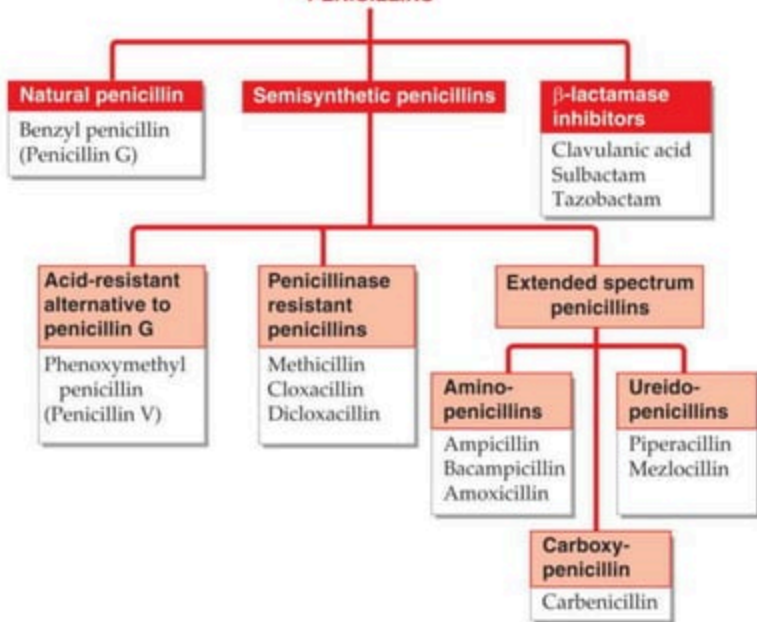 Natural penicillin
Benzyl penicillin
(Penicillin G)
Semisynthetic penicillins
β-lactamase
inhibitors
Clavulanic acid
Sulbactam
Tazobactam
Acid-resistant
alternative to
penicillin G
Phenoxymethyl
penicillin
(Penicillin V)
Penicillinase
resistant
penicillins
Methicillin
Cloxacillin
Dicloxacillin
Extended spectrum
penicillins
Amino-
penicillins
Ampicillin
Bacampicillin
Amoxicillin
Ureido-
penicillins
Piperacillin
Mezlocillin
Carboxy-
penicillin
Carbenicillin